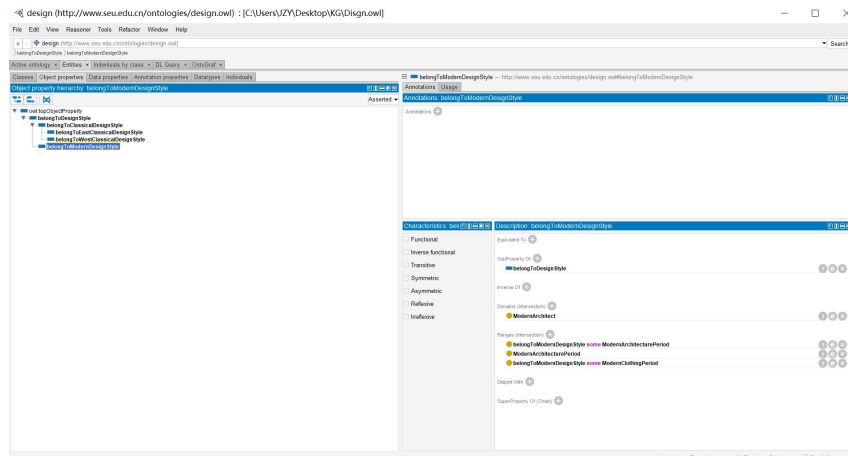 design (http://www.seu.edu.cn/ontologies/design.owl) : [C:\Users\JZY\Desktop\KG\Disgn.owl]
File Edit View Reasoner Tools Refactor Window Help
< > design (http://www.seu.edu.cn/ontologies/design.owl) Search
belongToDesignStyle belongToModernDesignStyle
Active ontology × Entities × Individuals by class × DL Query × OntoGraf ×
Classes Object properties Data properties Annotation properties Datatypes Individuals
Object property hierarchy: belongToModernDesignStyle
Asserted
owl:topObjectProperty
belongToDesignStyle
belongToClassicalDesignStyle
belongToEastClassicalDesignStyle
belongToWestClassicalDesignStyle
belongToModernDesignStyle
belongToModernDesignStyle — http://www.seu.edu.cn/ontologies/design.owl#belongToModernDesignStyle
Annotations Usage
Annotations: belongToModernDesignStyle
Annotations
Characteristics: bel
Functional
Inverse functional
Transitive
Symmetric
Asymmetric
Reflexive
Irreflexive
Description: belongToModernDesignStyle
Equivalent To
SubProperty Of
belongToDesignStyle
Inverse Of
Domains (intersection)
ModernArchitect
Ranges (intersection)
belongToModernDesignStyle some ModernArchitecturePeriod
ModernArchitecturePeriod
belongToModernDesignStyle some ModernClothingPeriod
Disjoint With
SuperProperty Of (Chain)